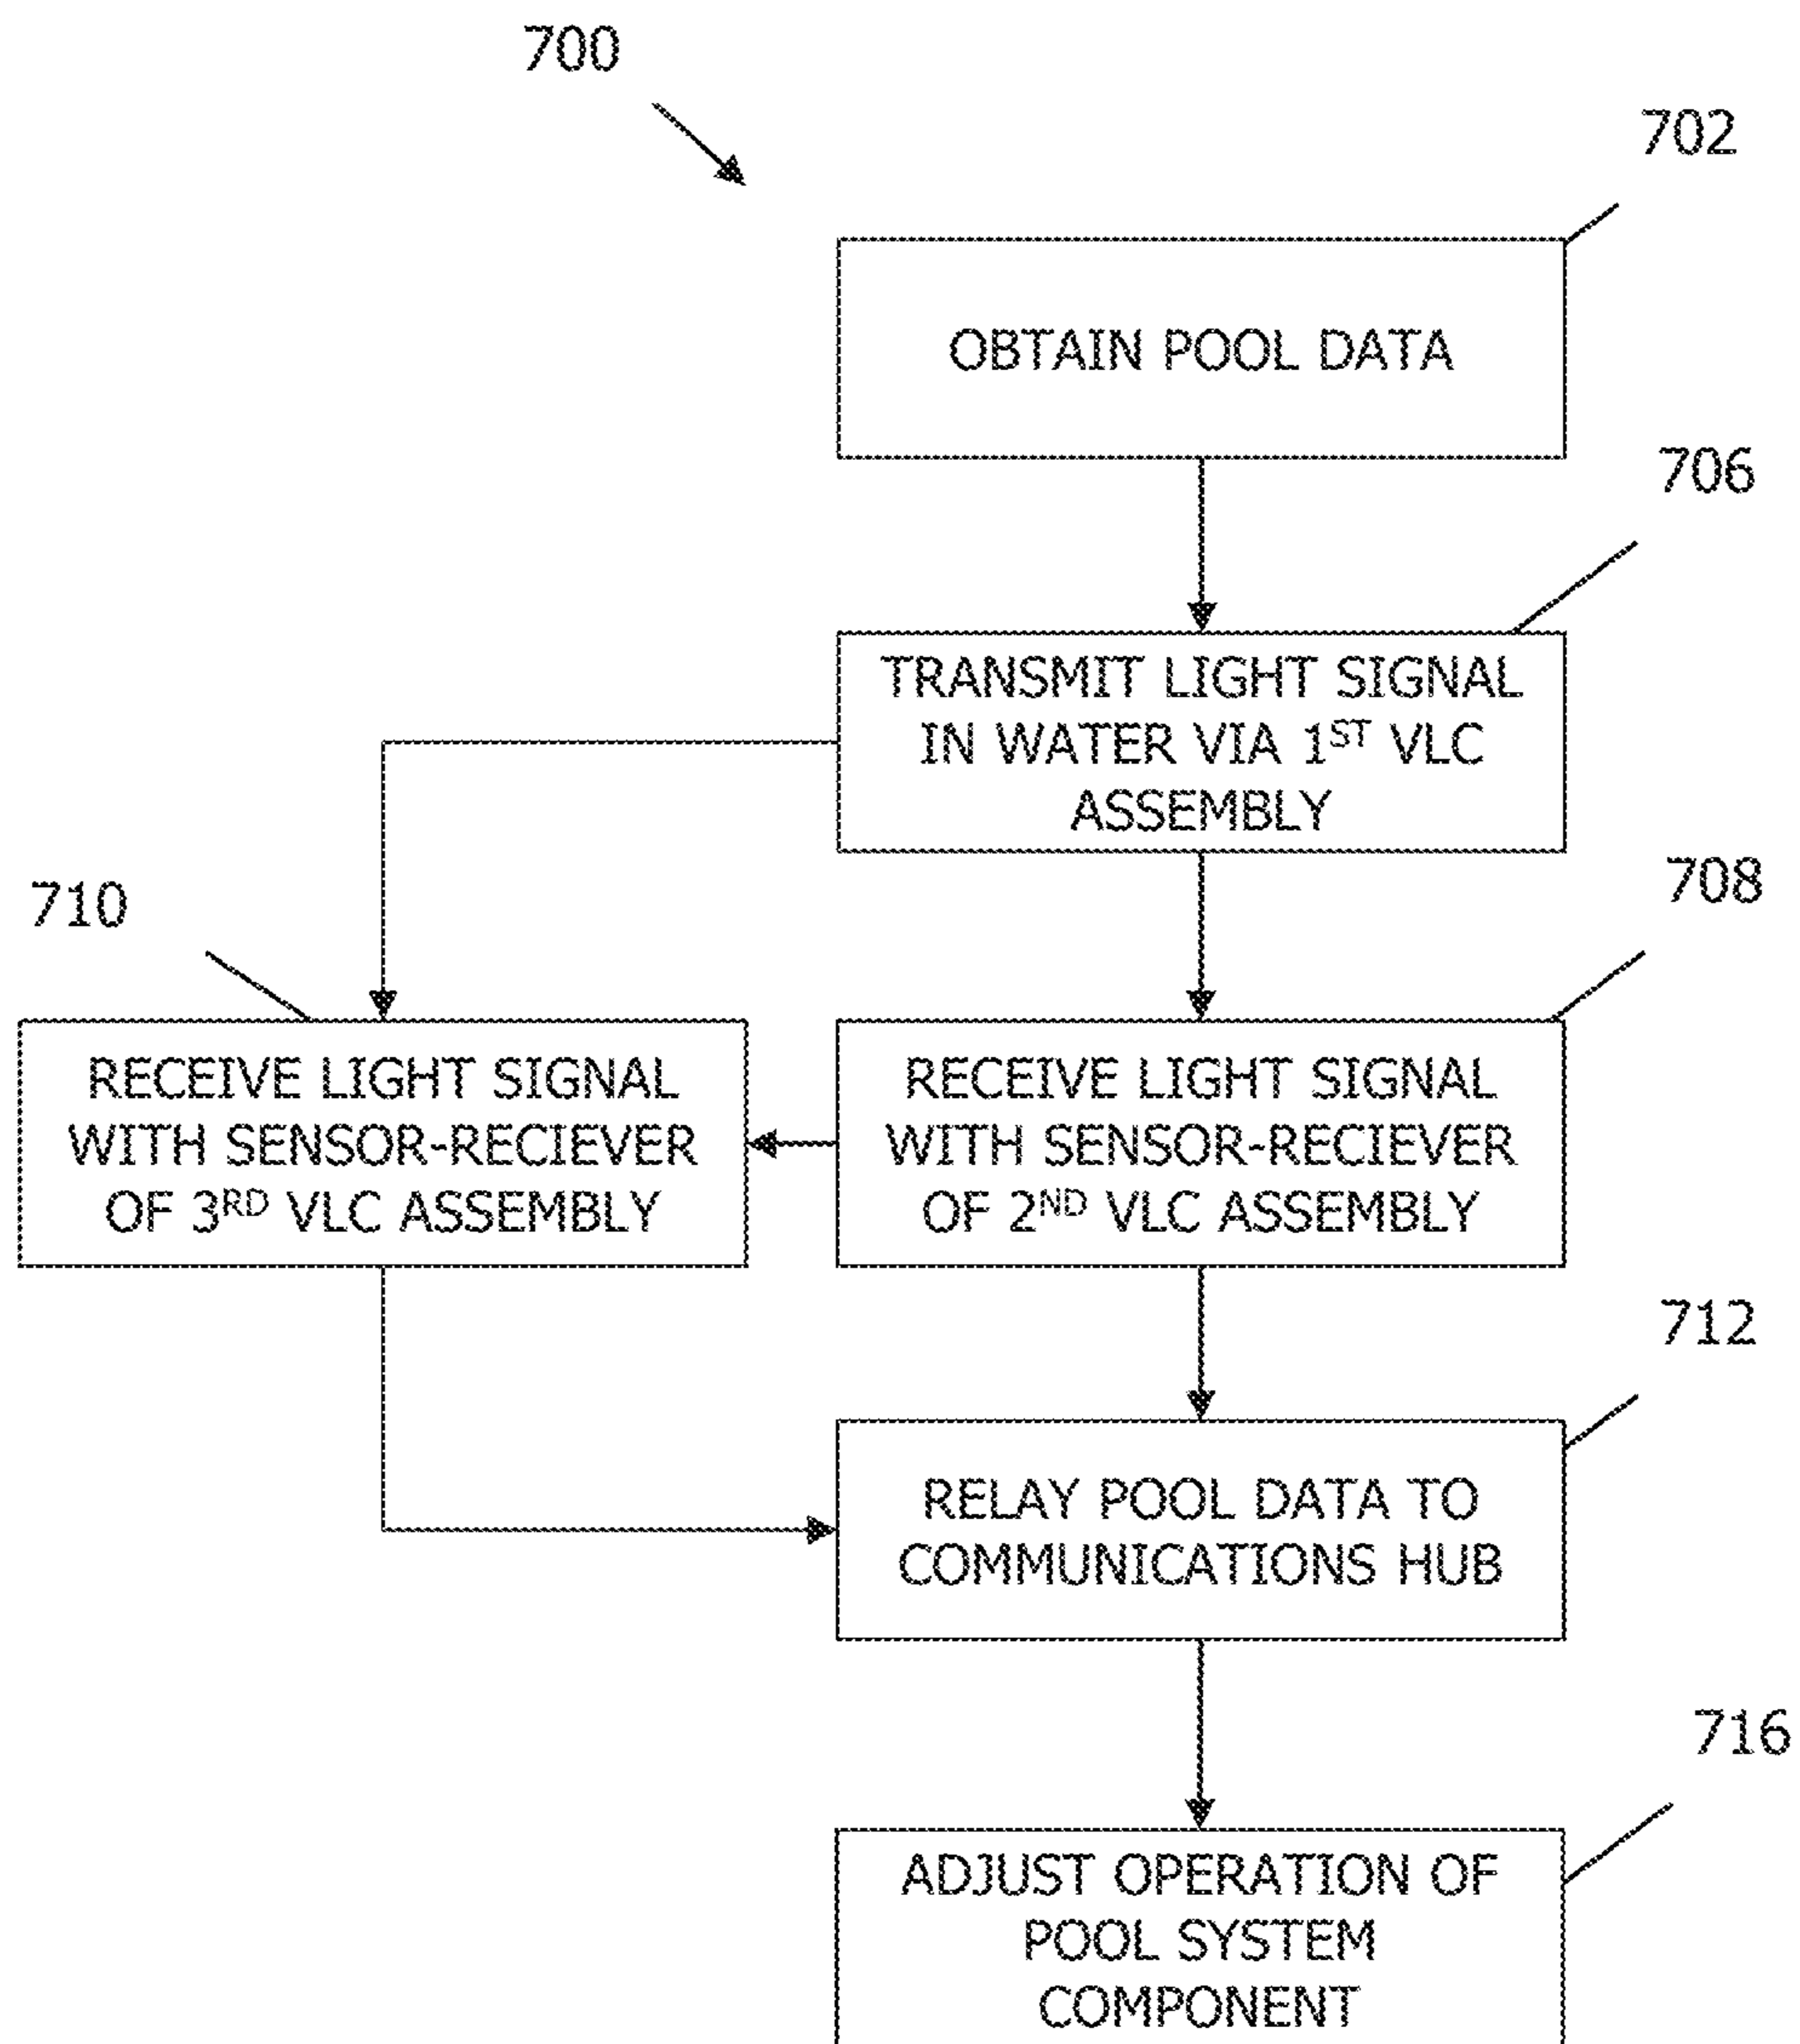 700
702
OBTAIN POOL DATA
706
TRANSMIT LIGHT SIGNAL
IN WATER VIA 1ST VLC
ASSEMBLY
710
708
RECEIVE LIGHT SIGNAL
WITH SENSOR-RECIEVER
OF 3RD VLC ASSEMBLY
RECEIVE LIGHT SIGNAL
WITH SENSOR-RECIEVER
OF 2ND VLC ASSEMBLY
712
RELAY POOL DATA TO
COMMUNICATIONS HUB
716
ADJUST OPERATION OF
POOL SYSTEM
COMPONENT